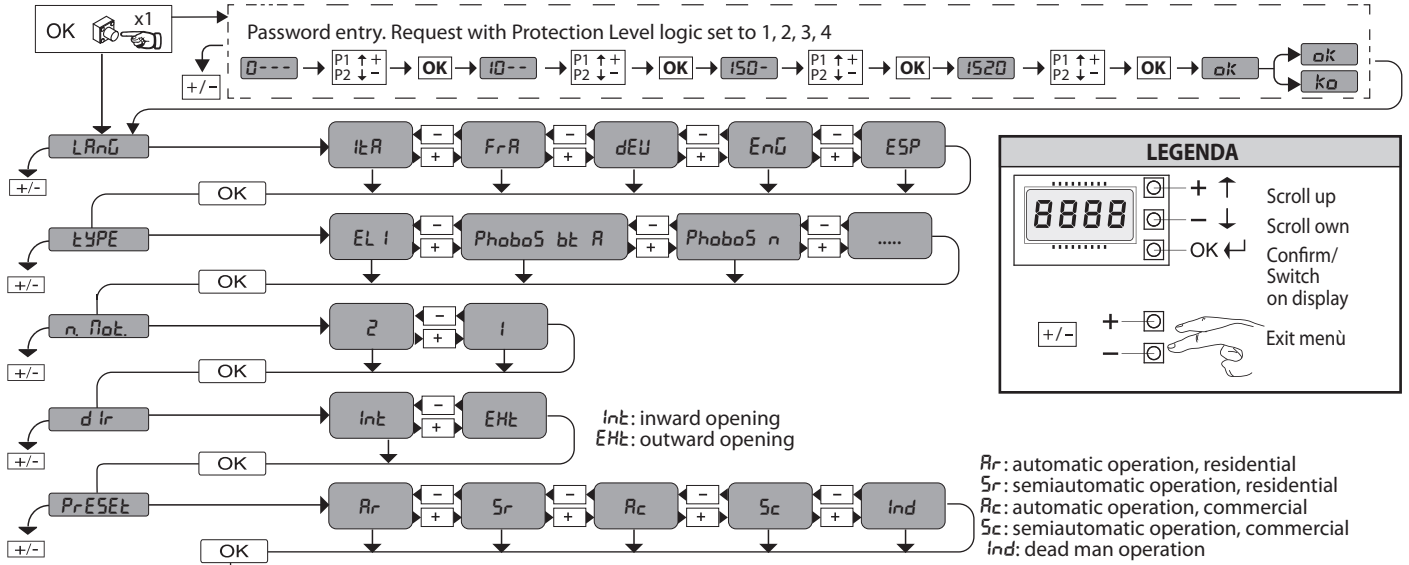 OK x1
Password entry. Request with Protection Level logic set to 1, 2, 3, 4
+/-
0--- P1 ↑ + P2 ↓ − OK 10-- P1 ↑ + P2 ↓ − OK 150- P1 ↑ + P2 ↓ − OK 1520 P1 ↑ + P2 ↓ − OK oK oK
Ko
LAnG ItA − + FrA − + dEU − + EnG − + ESP
+/-
OK
tYPE EL I − + PhoboS bt A − + PhoboS n − + .....
+/-
OK
n. Mot. 2 − + 1
+/-
OK
dIr Int − + EHt
+/-
Int: inward opening
EHt: outward opening
OK
PrESEt Ar − + Sr − + Ac − + Sc − + Ind
+/-
OK
Ar: automatic operation, residential
Sr: semiautomatic operation, residential
Ac: automatic operation, commercial
Sc: semiautomatic operation, commercial
Ind: dead man operation
LEGENDA
8888
+ ↑ Scroll up
− ↓ Scroll own
OK Confirm/
Switch
on display
+/- + − Exit menù